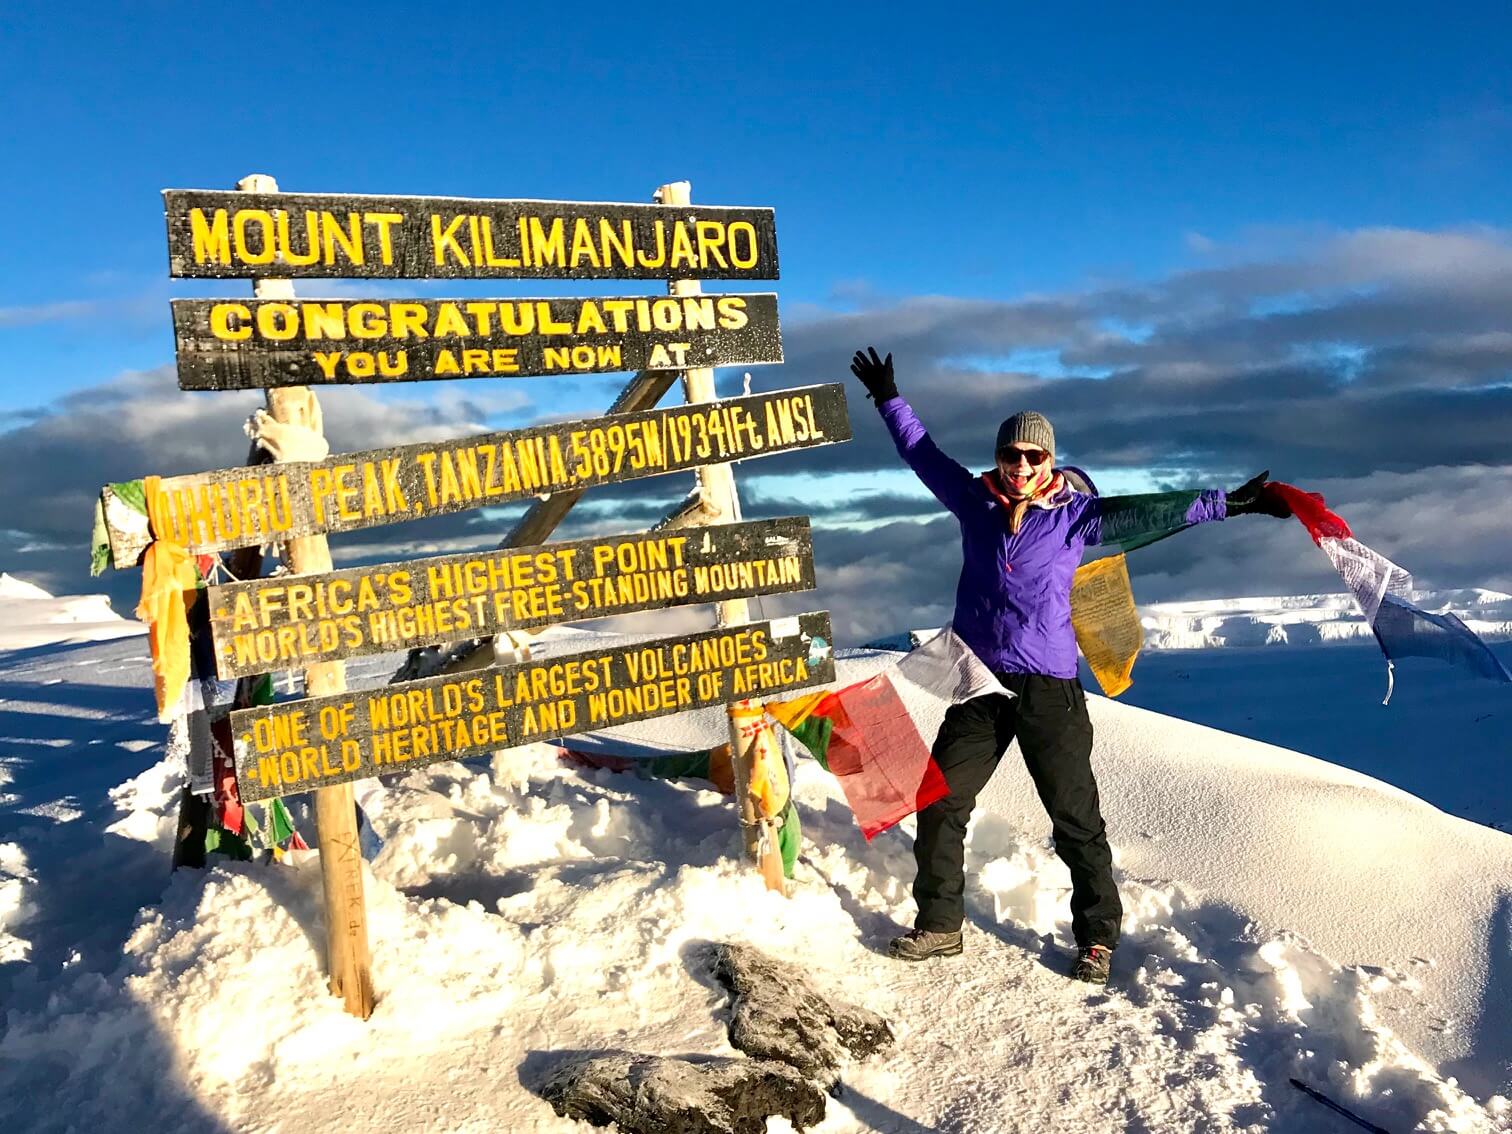 MOUNT KILIMANJARO
CONGRATULATIONS
YOU ARE NOW AT
UHURU PEAK, TANZANIA, 5895M/19341Ft AMSL
•AFRICA'S HIGHEST POINT
•WORLD'S HIGHEST FREE-STANDING MOUNTAIN
•ONE OF WORLD'S LARGEST VOLCANOES
•WORLD HERITAGE AND WONDER OF AFRICA